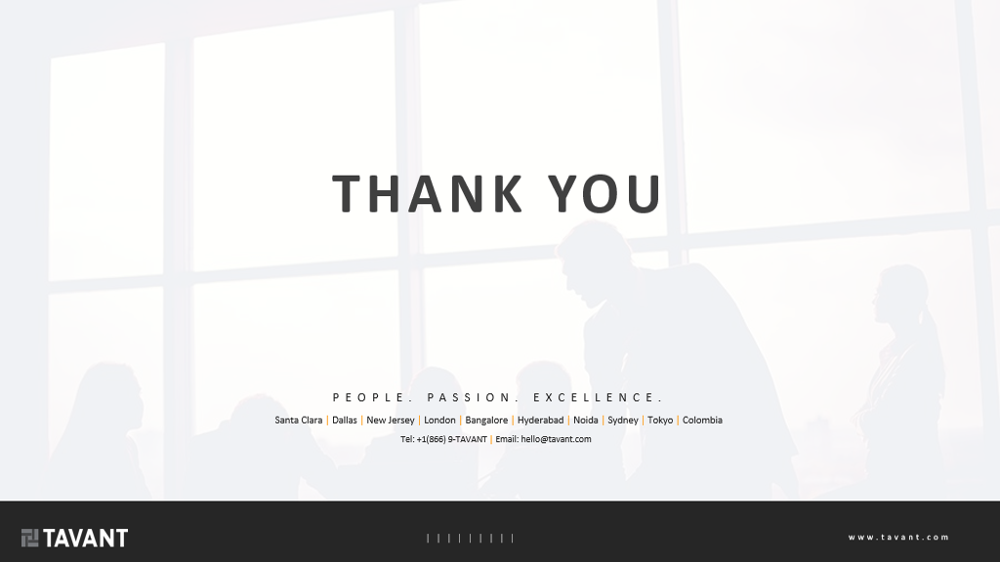 THANK YOU
PEOPLE. PASSION. EXCELLENCE.
Santa Clara | Dallas | New Jersey | London | Bangalore | Hyderabad | Noida | Sydney | Tokyo | Colombia
Tel: +1(866) 9-TAVANT | Email: hello@tavant.com
TAVANT
| | | | | | | | |
www.tavant.com